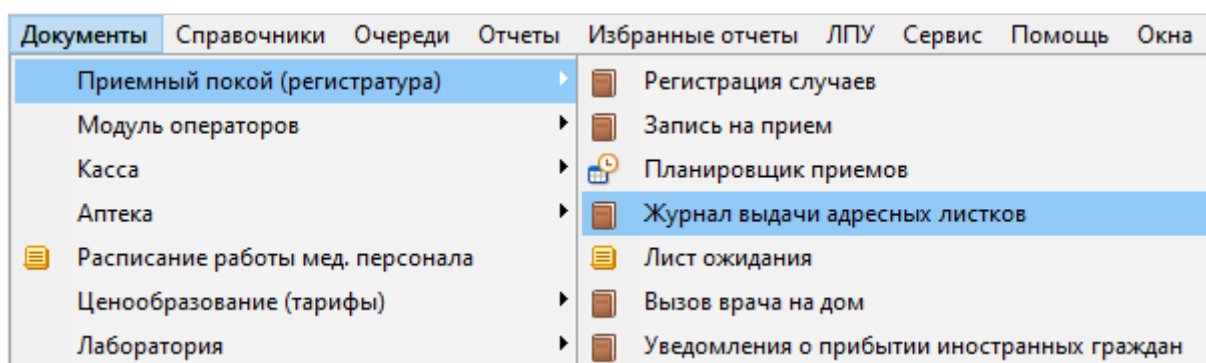 Документы Справочники Очереди Отчеты Избранные отчеты ЛПУ Сервис Помощь Окна
Приемный покой (регистратура)
Модуль операторов
Касса
Аптека
Расписание работы мед. персонала
Ценообразование (тарифы)
Лаборатория
Регистрация случаев
Запись на прием
Планировщик приемов
Журнал выдачи адресных листков
Лист ожидания
Вызов врача на дом
Уведомления о прибытии иностранных граждан